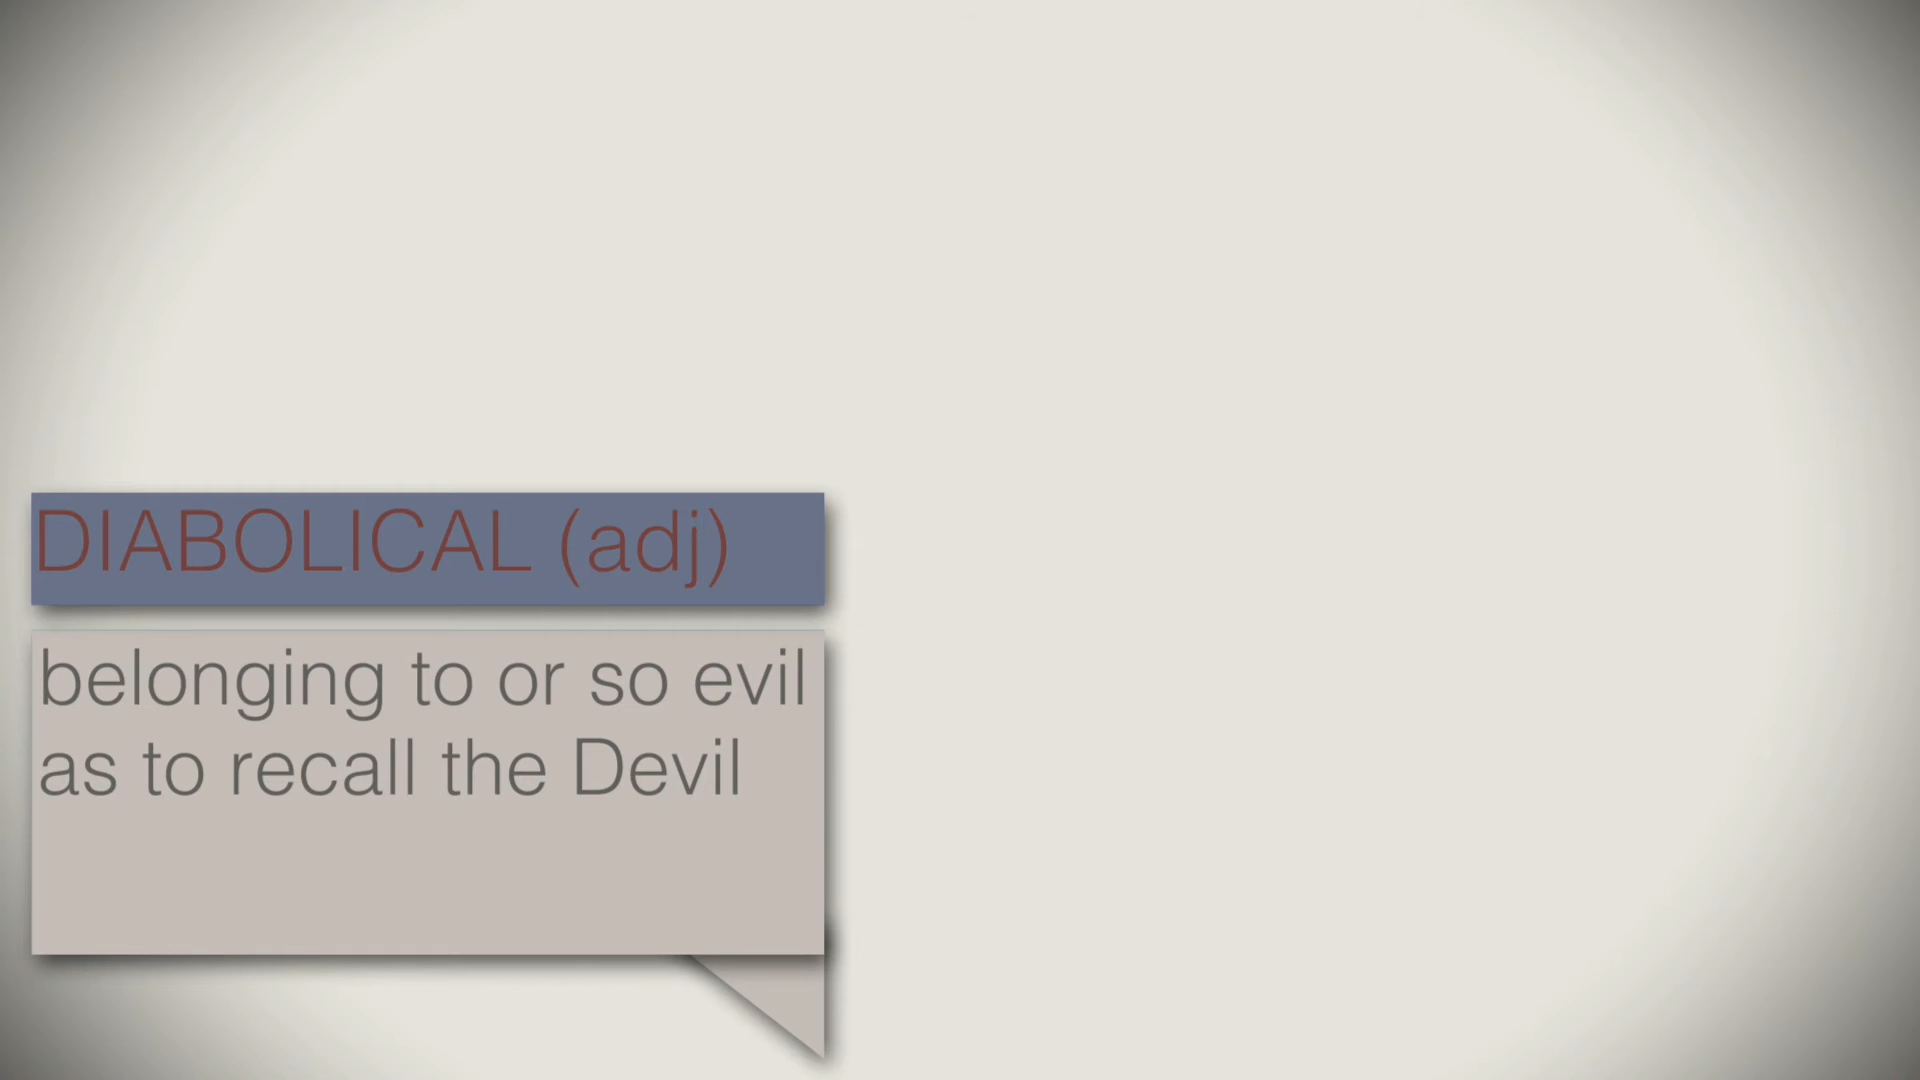 DIABOLICAL (adj)
belonging to or so evil
as to recall the Devil